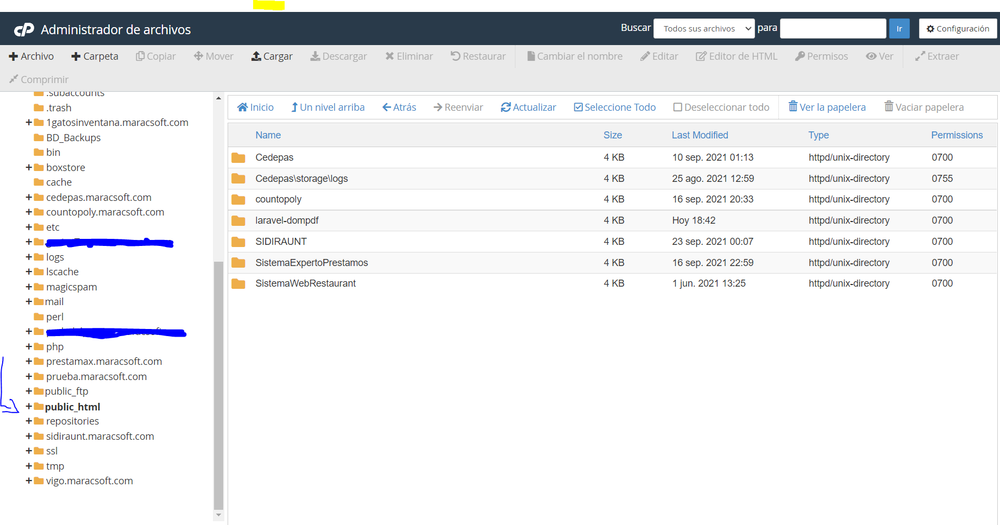 cP Administrador de archivos
Buscar Todos sus archivos para Ir Configuración
Archivo Carpeta Copiar Mover Cargar Descargar Eliminar Restaurar Cambiar el nombre Editar Editor de HTML Permisos Ver Extraer
Comprimir
.subaccounts
.trash
1gatosinventana.maracsoft.com
BD_Backups
bin
boxstore
cache
cedepas.maracsoft.com
countopoly.maracsoft.com
etc
logs
lscache
magicspam
mail
perl
php
prestamax.maracsoft.com
prueba.maracsoft.com
public_ftp
public_html
repositories
sidiraunt.maracsoft.com
ssl
tmp
vigo.maracsoft.com
Inicio Un nivel arriba Atrás Reenviar Actualizar Seleccione Todo Deseleccionar todo Ver la papelera Vaciar papelera
Name Size Last Modified Type Permissions
Cedepas 4 KB 10 sep. 2021 01:13 httpd/unix-directory 0700
Cedepas\storage\logs 4 KB 25 ago. 2021 12:59 httpd/unix-directory 0755
countopoly 4 KB 16 sep. 2021 20:33 httpd/unix-directory 0700
laravel-dompdf 4 KB Hoy 18:42 httpd/unix-directory 0700
SIDIRAUNT 4 KB 23 sep. 2021 00:07 httpd/unix-directory 0700
SistemaExpertoPrestamos 4 KB 16 sep. 2021 22:59 httpd/unix-directory 0700
SistemaWebRestaurant 4 KB 1 jun. 2021 13:25 httpd/unix-directory 0700